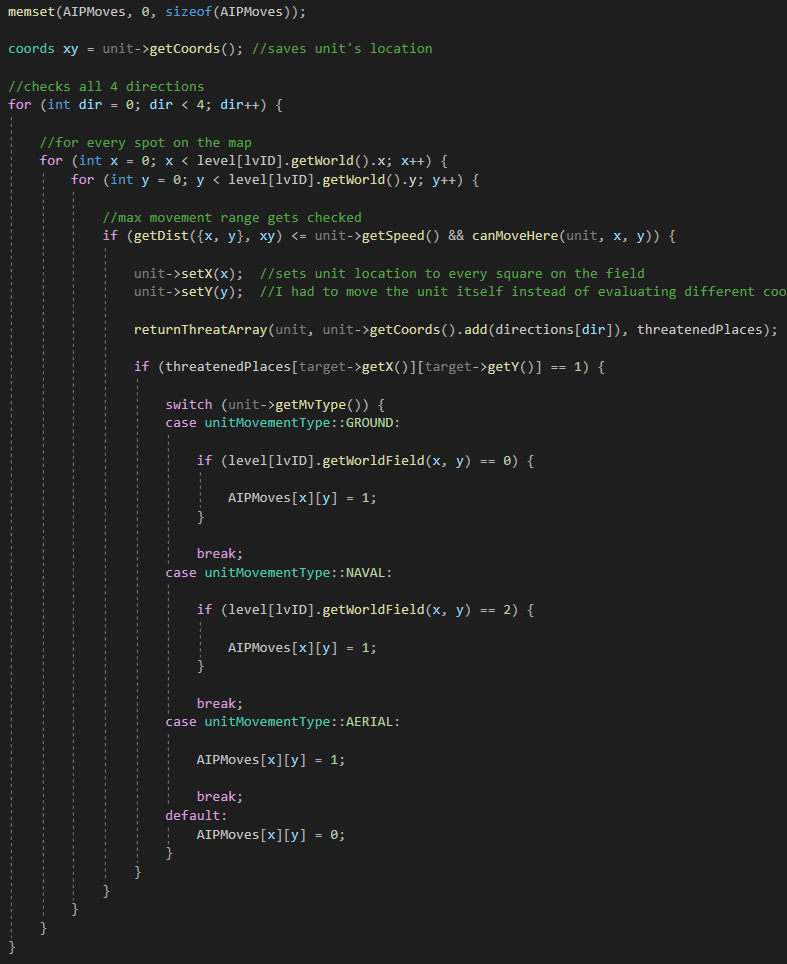 memset(AIPMoves, 0, sizeof(AIPMoves));
coords xy = unit->getCoords(); //saves unit's location
//checks all 4 directions
for (int dir = 0; dir < 4; dir++) {
//for every spot on the map
for (int x = 0; x < level[lvID].getWorld().x; x++) {
for (int y = 0; y < level[lvID].getWorld().y; y++) {
//max movement range gets checked
if (getDist({x, y}, xy) <= unit->getSpeed() && canMoveHere(unit, x, y)) {
unit->setX(x);  //sets unit location to every square on the field
unit->setY(y);  //I had to move the unit itself instead of evaluating different coo
returnThreatArray(unit, unit->getCoords().add(directions[dir]), threatenedPlaces);
if (threatenedPlaces[target->getX()][target->getY()] == 1) {
switch (unit->getMvType()) {
case unitMovementType::GROUND:
if (level[lvID].getWorldField(x, y) == 0) {
AIPMoves[x][y] = 1;
}
break;
case unitMovementType::NAVAL:
if (level[lvID].getWorldField(x, y) == 2) {
AIPMoves[x][y] = 1;
}
break;
case unitMovementType::AERIAL:
AIPMoves[x][y] = 1;
break;
default:
AIPMoves[x][y] = 0;
}
}
}
}
}
}